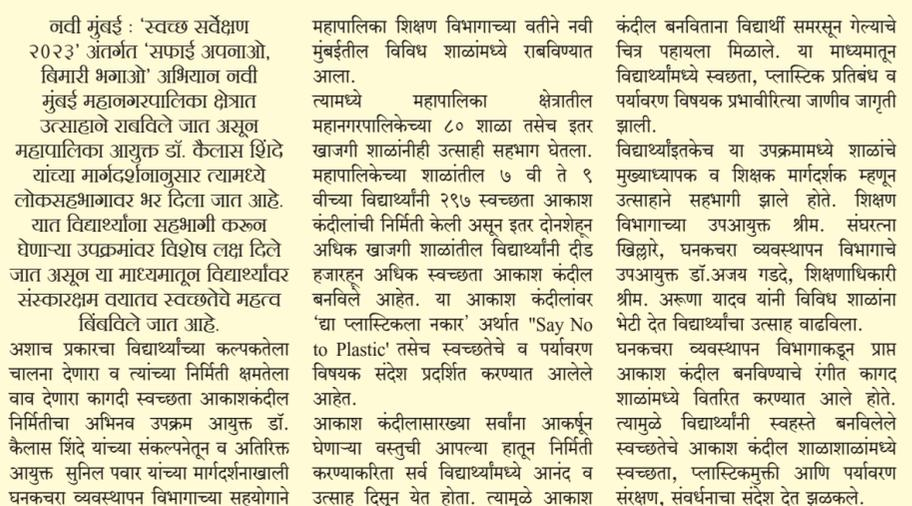 नवी मुंबई : ‘स्वच्छ सर्वेक्षण
२०२३’ अंतर्गत ‘सफाई अपनाओ,
बिमारी भगाओ’ अभियान नवी
मुंबई महानगरपालिका क्षेत्रात
उत्साहाने राबविले जात असून
महापालिका आयुक्त डॉ. कैलास शिंदे
यांच्या मार्गदर्शनानुसार त्यामध्ये
लोकसहभागावर भर दिला जात आहे.
यात विद्यार्थ्यांना सहभागी करून
घेणाऱ्या उपक्रमांवर विशेष लक्ष दिले
जात असून या माध्यमातून विद्यार्थ्यांवर
संस्कारक्षम वयातच स्वच्छतेचे महत्व
बिंबविले जात आहे.
अशाच प्रकारचा विद्यार्थ्यांच्या कल्पकतेला
चालना देणारा व त्यांच्या निर्मिती क्षमतेला
वाव देणारा कागदी स्वच्छता आकाशकंदील
निर्मितीचा अभिनव उपक्रम आयुक्त डॉ.
कैलास शिंदे यांच्या संकल्पनेतून व अतिरिक्त
आयुक्त सुनिल पवार यांच्या मार्गदर्शनाखाली
घनकचरा व्यवस्थापन विभागाच्या सहयोगाने
महापालिका शिक्षण विभागाच्या वतीने नवी
मुंबईतील विविध शाळांमध्ये राबविण्यात
आला.
त्यामध्ये महापालिका क्षेत्रातील
महानगरपालिकेच्या ८० शाळा तसेच इतर
खाजगी शाळांनीही उत्साही सहभाग घेतला.
महापालिकेच्या शाळांतील ७ वी ते ९
वीच्या विद्यार्थ्यांनी २९७ स्वच्छता आकाश
कंदीलांची निर्मिती केली असून इतर दोनशेहून
अधिक खाजगी शाळांतील विद्यार्थ्यांनी दीड
हजारहून अधिक स्वच्छता आकाश कंदील
बनविले आहेत. या आकाश कंदीलांवर
‘द्या प्लास्टिकला नकार’ अर्थात "Say No
to Plastic' तसेच स्वच्छतेचे व पर्यावरण
विषयक संदेश प्रदर्शित करण्यात आलेले
आहेत.
आकाश कंदीलासारख्या सर्वांना आकर्षून
घेणाऱ्या वस्तुची आपल्या हातून निर्मिती
करण्याकरिता सर्व विद्यार्थ्यांमध्ये आनंद व
उत्साह दिसून येत होता. त्यामुळे आकाश
कंदील बनविताना विद्यार्थी समरसून गेल्याचे
चित्र पहायला मिळाले. या माध्यमातून
विद्यार्थ्यांमध्ये स्वछता, प्लास्टिक प्रतिबंध व
पर्यावरण विषयक प्रभावीरित्या जाणीव जागृती
झाली.
विद्यार्थ्यांइतकेच या उपक्रमामध्ये शाळांचे
मुख्याध्यापक व शिक्षक मार्गदर्शक म्हणून
उत्साहाने सहभागी झाले होते. शिक्षण
विभागाच्या उपआयुक्त श्रीम. संघरत्ना
खिल्लारे, घनकचरा व्यवस्थापन विभागाचे
उपआयुक्त डॉ.अजय गडदे, शिक्षणाधिकारी
श्रीम. अरूणा यादव यांनी विविध शाळांना
भेटी देत विद्यार्थ्यांचा उत्साह वाढविला.
घनकचरा व्यवस्थापन विभागाकडून प्राप्त
आकाश कंदील बनविण्याचे रंगीत कागद
शाळांमध्ये वितरित करण्यात आले होते.
त्यामुळे विद्यार्थ्यांनी स्वहस्ते बनविलेले
स्वच्छतेचे आकाश कंदील शाळाशाळांमध्ये
स्वच्छता, प्लास्टिकमुक्ती आणि पर्यावरण
संरक्षण, संवर्धनाचा संदेश देत झळकले.